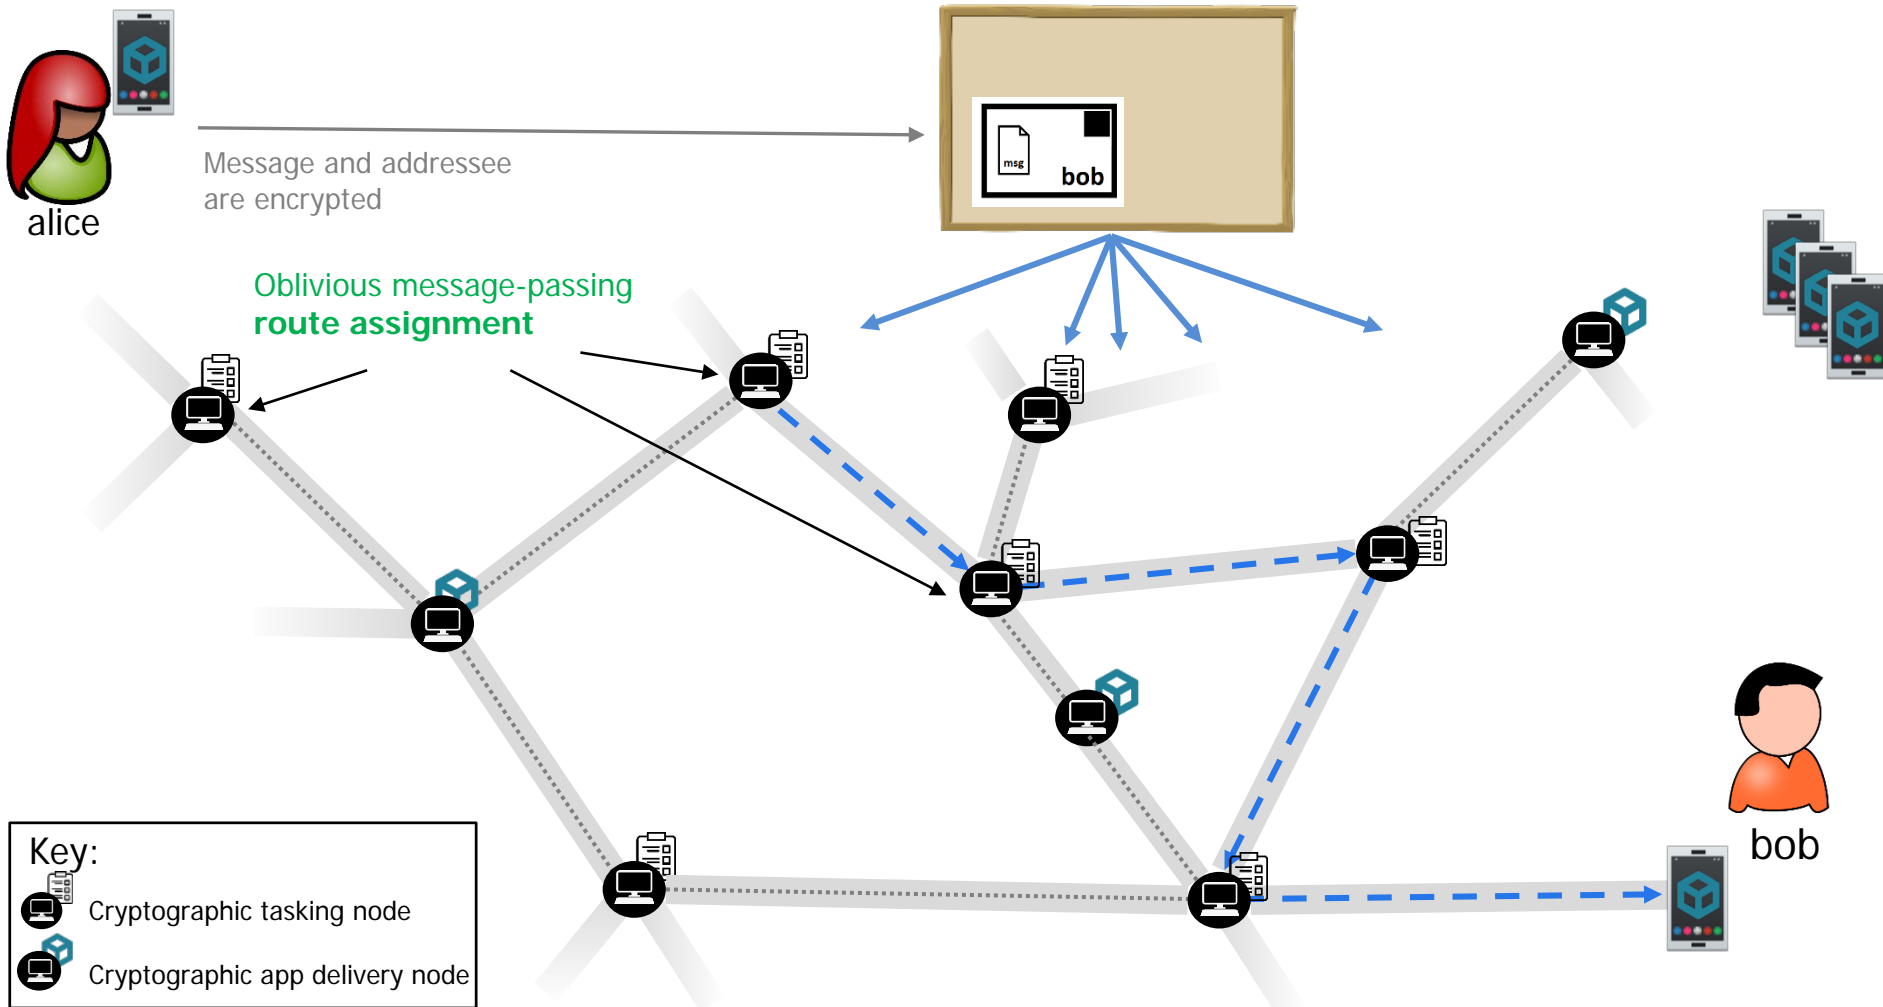 alice
Message and addressee
are encrypted
msg
bob
Oblivious message-passing
route assignment
bob
Key:
Cryptographic tasking node
Cryptographic app delivery node